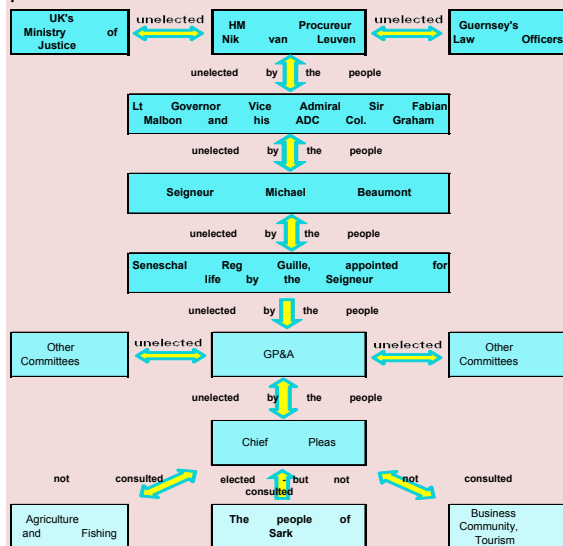 UK's
Ministry of
Justice
unelected
HM Procureur
Nik van Leuven
unelected
Guernsey's
Law Officers
unelected by the people
Lt Governor Vice Admiral Sir Fabian
Malbon and his ADC Col. Graham
unelected by the people
Seigneur Michael Beaumont
unelected by the people
Seneschal Reg Guille, appointed for
life by the Seigneur
unelected by the people
Other
Committees
unelected
GP&A
unelected
Other
Committees
unelected by the people
Chief Pleas
not consulted
elected - but not
consulted
not consulted
Agriculture
and Fishing
The people of
Sark
Business
Community,
Tourism